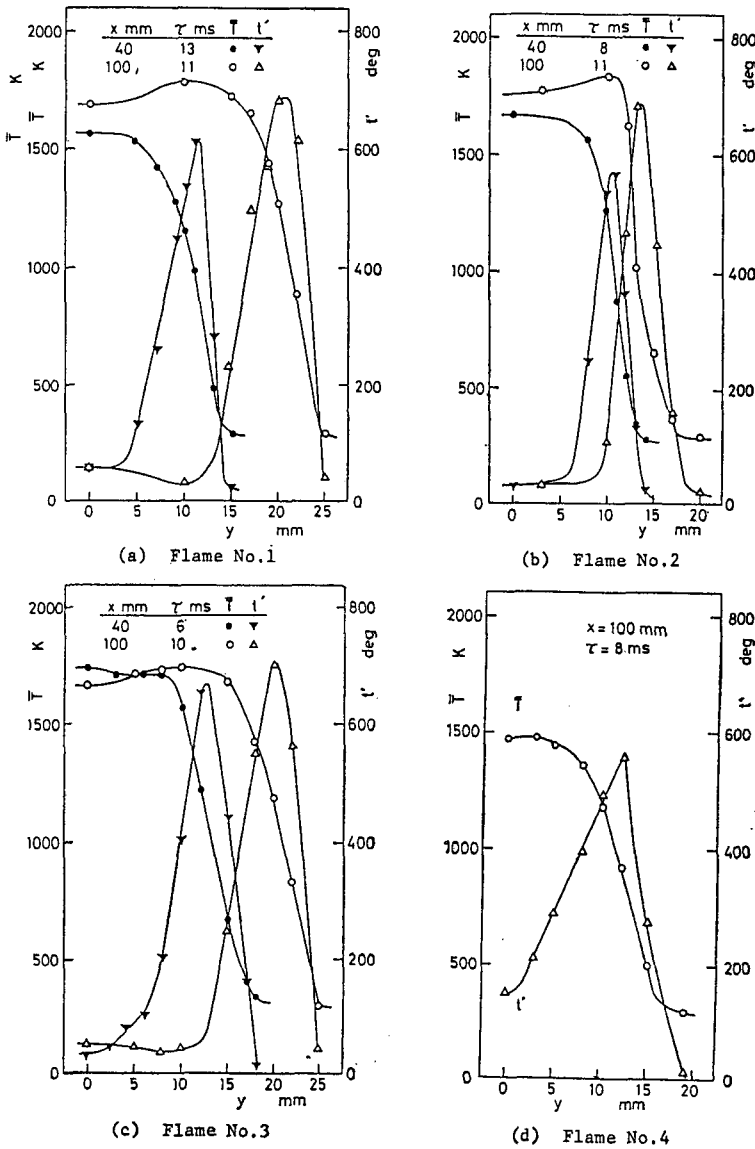 x mm τ ms T̄ t′
40 13
100 11
2000
1500
1000
500
0
T̄ K
T̄ K
800
600
400
200
0
deg
t′
0 5 10 15 20 25
y mm
(a) Flame No.1
x mm τ ms T̄ t′
40 8
100 11
2000
1500
1000
500
0
T̄ K
800
600
400
200
0
deg
t′
0 5 10 15 20
y mm
(b) Flame No.2
x mm τ ms T̄ t′
40 6
100 10
2000
1500
1000
500
0
T̄ K
800
600
400
200
0
deg
t′
0 5 10 15 20 25
y mm
(c) Flame No.3
x = 100 mm
τ = 8 ms
T̄
t′
2000
1500
1000
500
0
T̄ K
800
600
400
200
0
deg
t′
0 5 10 15 20
y mm
(d) Flame No.4